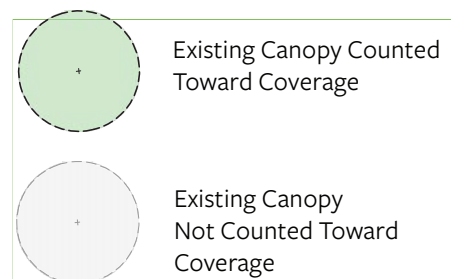 Existing Canopy Counted
Toward Coverage
Existing Canopy
Not Counted Toward
Coverage